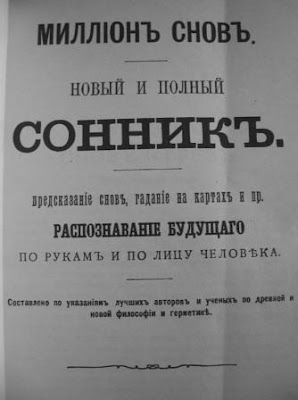 МИЛЛІОНЪ СНОВЪ.
НОВЫЙ И ПОЛНЫЙ
СОННИКЪ.
предсказаніе сновъ, гаданіе на картахъ и пр.
РАСПОЗНАВАНІЕ БУДУЩАГО
ПО РУКАМЪ И ПО ЛИЦУ ЧЕЛОВѢКА.
Составлено по указаніямъ лучшихъ авторовъ и ученыхъ по древней и
новой философіи и герметикѣ.